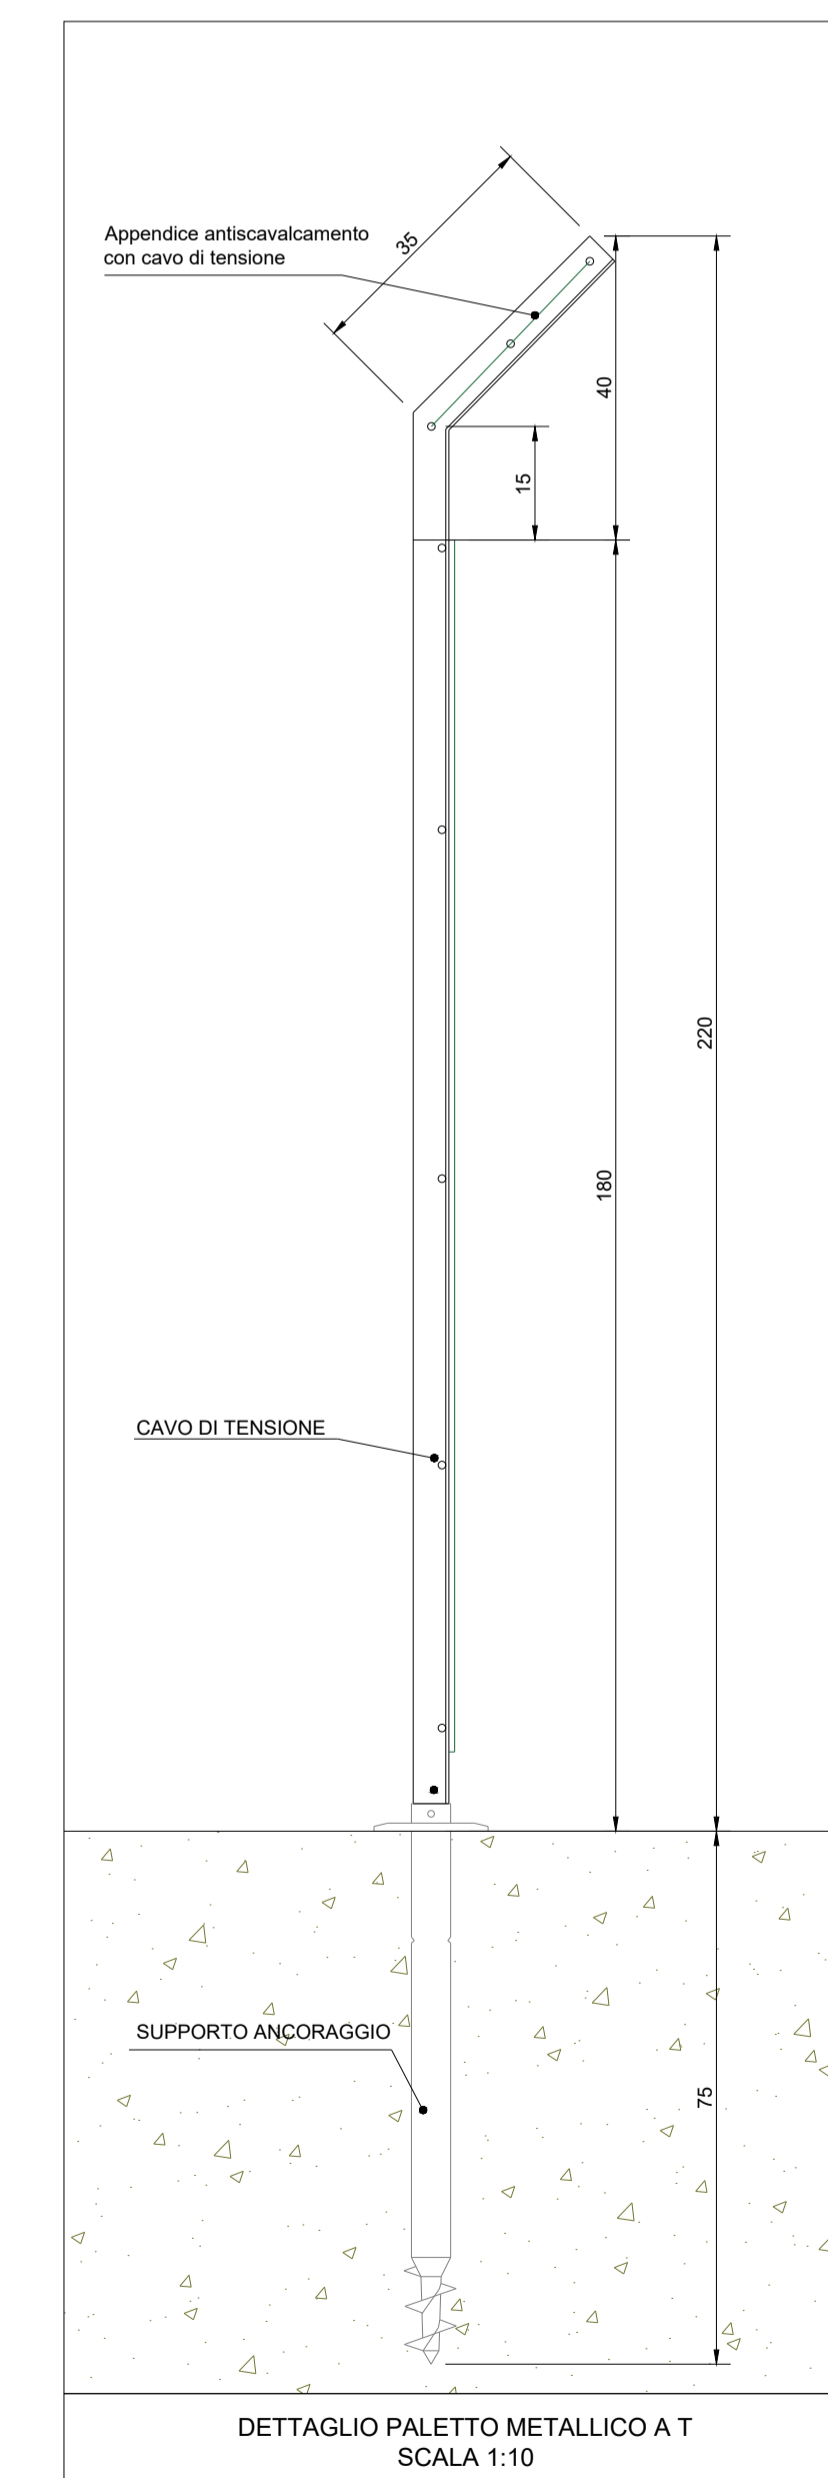 Appendice antiscavalcamento
con cavo di tensione
35
40
15
220
180
CAVO DI TENSIONE
SUPPORTO ANCORAGGIO
75
DETTAGLIO PALETTO METALLICO A T
SCALA 1:10